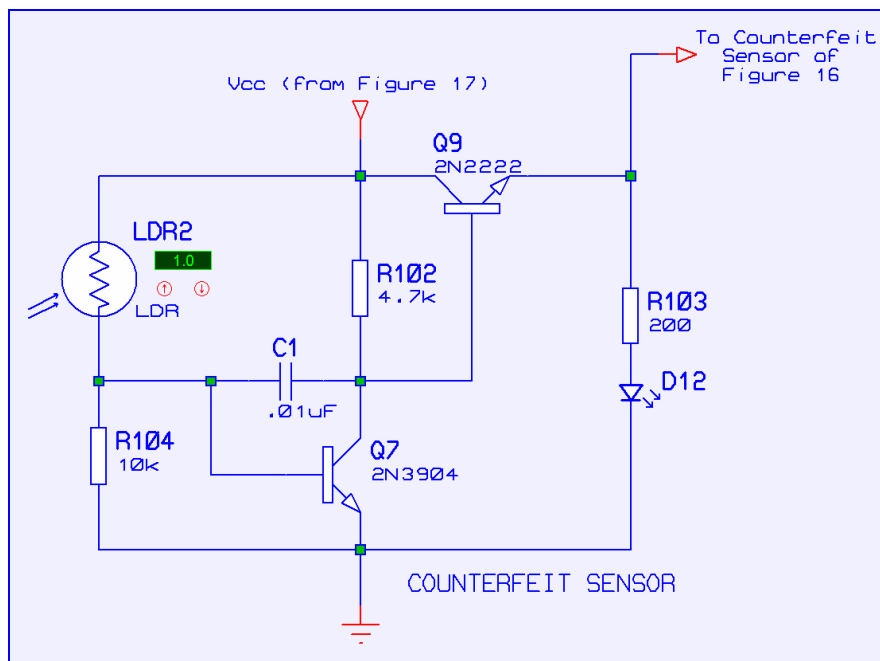 To Counterfeit
Sensor of
Figure 16
Vcc (from Figure 17)
Q9
2N2222
LDR2
1.0
LDR
R102
4.7k
R103
200
C1
.01uF
D12
R104
10k
Q7
2N3904
COUNTERFEIT SENSOR